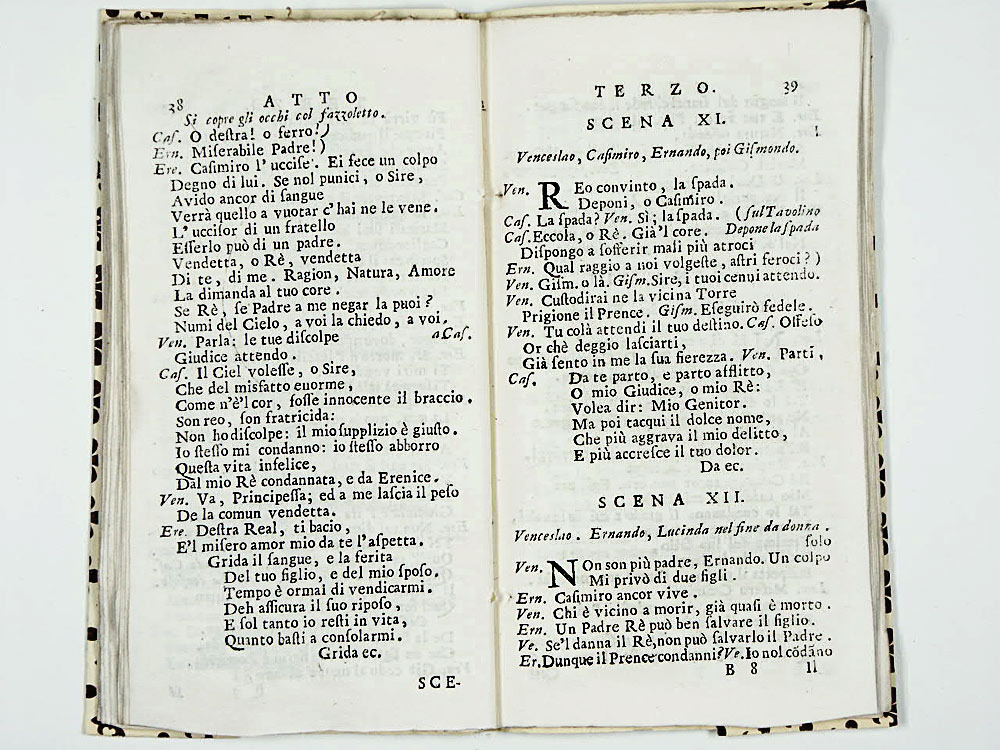 38 ATTO
Si copre gli occhi col fazzoletto.
Cas. O deſtra! o ferro!)
Ern. Miſerabile Padre!)
Ere. Caſimiro l'ucciſe. Ei fece un colpo
Degno di lui. Se nol punici, o Sire,
Avido ancor di ſangue
Verrà quello a vuotar c'hai ne le vene.
L'ucciſor di un fratello
Eſſerlo può di un padre.
Vendetta, o Rè, vendetta
Di te, di me. Ragion, Natura, Amore
La dimanda al tuo core.
Se Rè, ſe Padre a me negar la puoi?
Numi del Cielo, a voi la chiedo, a voi.
Ven. Parla: le tue diſcolpe a Caſ.
Giudice attendo.
Caſ. Il Ciel voleſſe, o Sire,
Che del misfatto enorme,
Come n'è'l cor, foſſe innocente il braccio.
Son reo, ſon fratricida:
Non ho diſcolpe: il mio ſupplizio è giuſto.
Io ſteſſo mi condanno: io ſteſſo abborro
Queſta vita infelice,
Dal mio Rè condannata, e da Erenice.
Ven. Va, Principeſſa; ed a me laſcia il peſo
De la comun vendetta.
Ere. Deſtra Real, ti bacio,
E'l miſero amor mio da te l'aſpetta.
Grida il ſangue, e la ferita
Del tuo figlio, e del mio ſpoſo.
Tempo è ormai di vendicarmi.
Deh aſſicura il ſuo ripoſo,
E ſol tanto io reſti in vita,
Quanto baſti a conſolarmi.
Grida ec.
SCE-
TERZO. 39
SCENA XI.
Venceslao, Caſimiro, Ernando, poi Giſmondo.
Ven. REo convinto, la ſpada.
Deponi, o Caſimiro.
Caſ. La ſpada? Ven. Sì; la ſpada. (ſul Tavolino
Caſ. Eccola, o Rè. Già'l core. Depone la ſpada
Diſpongo a ſofferir mali più atroci
Ern. Qual raggio a noi volgeſte, aſtri feroci?)
Ven. Giſm. o là. Giſm. Sire, i tuoi cenni attendo.
Ven. Cuſtodirai ne la vicina Torre
Prigione il Prence. Giſm. Eſeguirò fedele.
Ven. Tu colà attendi il tuo deſtino. Caſ. Offeſo
Or chè deggio laſciarti,
Già ſento in me la ſua fierezza. Ven. Parti,
Caſ. Da te parto, e parto afflitto,
O mio Giudice, o mio Rè:
Volea dir: Mio Genitor.
Ma poi tacqui il dolce nome,
Che più aggrava il mio delitto,
E più accreſce il tuo dolor.
Da ec.
SCENA XII.
Venceslao. Ernando, Lucinda nel fine da donna.
ſolo
Ven. NOn son più padre, Ernando. Un colpo
Mi privò di due figli.
Ern. Caſimiro ancor vive.
Ven. Chi è vicino a morir, già quaſi è morto.
Ern. Un Padre Rè può ben ſalvare il figlio.
Ve. Se'l danna il Rè, non può ſalvarlo il Padre.
Er. Dunque il Prence condanni? Ve. Io nol cōdāno
B 8 Il